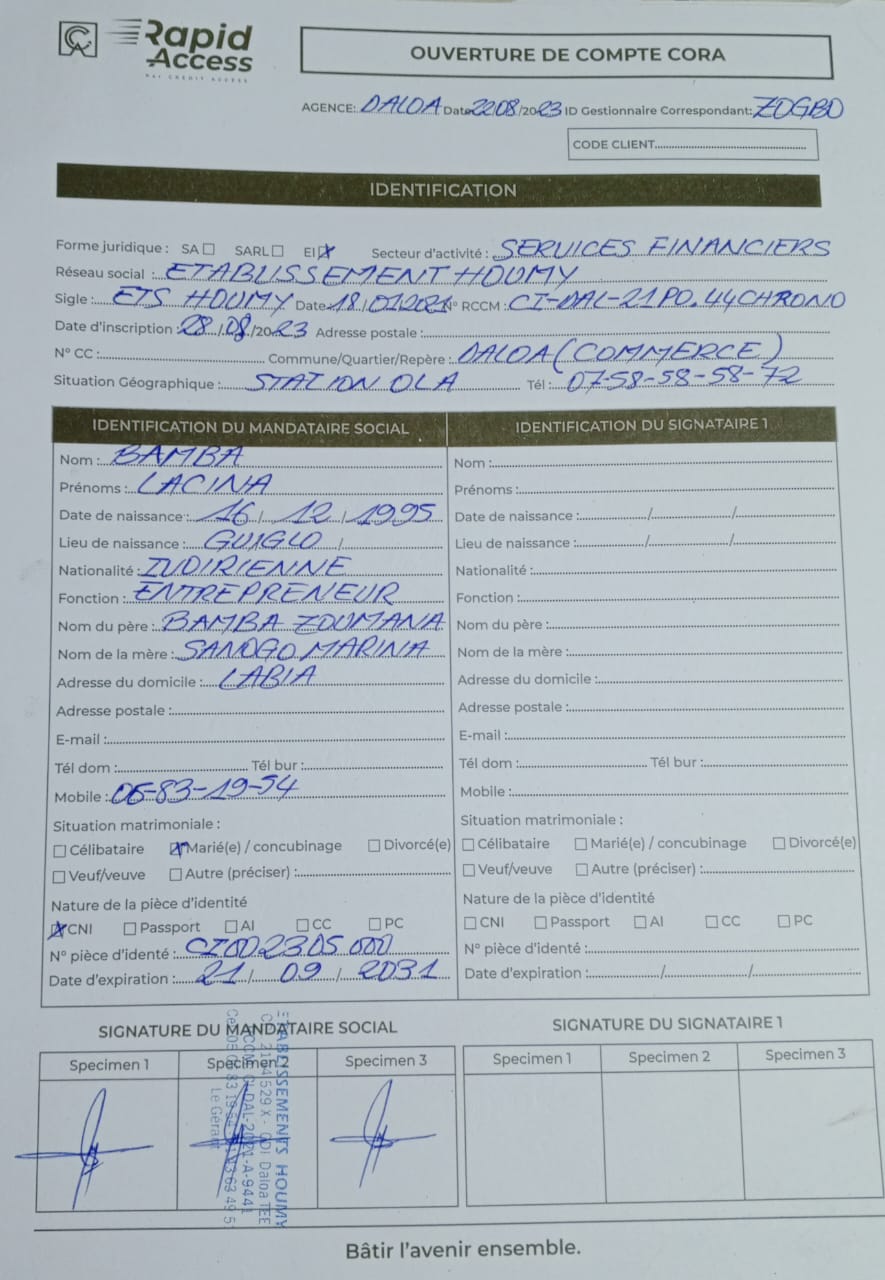 Rapid
Access
PAR CREDIT ACCESS
OUVERTURE DE COMPTE CORA
AGENCE: DALOA Date 22/08/2023 ID Gestionnaire Correspondant: ZOGBO
CODE CLIENT
IDENTIFICATION
Forme juridique : SA ☐ SARL ☐ EI ☒ Secteur d'activité : SERVICES FINANCIERS
Réseau social : ETABLISSEMENT HOUMY
Sigle : ETS HOUMY Date 18/01/2021 N° RCCM : CI-DAL-21PO.44CHRONO
Date d'inscription : 28/08/2023 Adresse postale :
N° CC : Commune/Quartier/Repère : DALOA (COMMERCE)
Situation Géographique : STATION OLA Tél : 07-58-58-58-72
IDENTIFICATION DU MANDATAIRE SOCIAL
Nom : BAMBA
Prénoms : LACINA
Date de naissance : 16/12/1995
Lieu de naissance : GUIGLO /
Nationalité : IVOIRIENNE
Fonction : ENTREPRENEUR
Nom du père : BAMBA ZOUMANA
Nom de la mère : SANOGO MARINA
Adresse du domicile : LABIA
Adresse postale :
E-mail :
Tél dom : Tél bur :
Mobile : 05-83-19-54
Situation matrimoniale :
☐ Célibataire ☒ Marié(e) / concubinage ☐ Divorcé(e)
☐ Veuf/veuve ☐ Autre (préciser) :
Nature de la pièce d'identité
☒ CNI ☐ Passport ☐ AI ☐ CC ☐ PC
N° pièce d'identé : CI002305000
Date d'expiration : 21/09/2031
IDENTIFICATION DU SIGNATAIRE 1
Nom :
Prénoms :
Date de naissance : / /
Lieu de naissance : / /
Nationalité :
Fonction :
Nom du père :
Nom de la mère :
Adresse du domicile :
Adresse postale :
E-mail :
Tél dom : Tél bur :
Mobile :
Situation matrimoniale :
☐ Célibataire ☐ Marié(e) / concubinage ☐ Divorcé(e)
☐ Veuf/veuve ☐ Autre (préciser) :
Nature de la pièce d'identité
☐ CNI ☐ Passport ☐ AI ☐ CC ☐ PC
N° pièce d'identé :
Date d'expiration : / /
SIGNATURE DU MANDATAIRE SOCIAL
Specimen 1 Specimen 2 Specimen 3
ETABLISSEMENTS HOUMY
529 X - Daloa TEE
DAL-2021-A-9441
Le Gérant
SIGNATURE DU SIGNATAIRE 1
Specimen 1 Specimen 2 Specimen 3
Bâtir l'avenir ensemble.